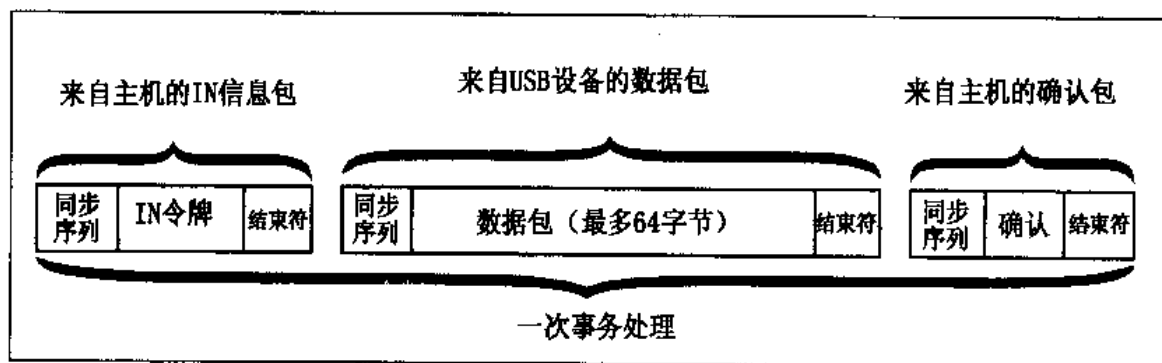 来自主机的IN信息包
来自USB设备的数据包
来自主机的确认包
同步
序列
IN令牌
结束符
同步
序列
数据包（最多64字节）
结束符
同步
序列
确认
结束符
一次事务处理